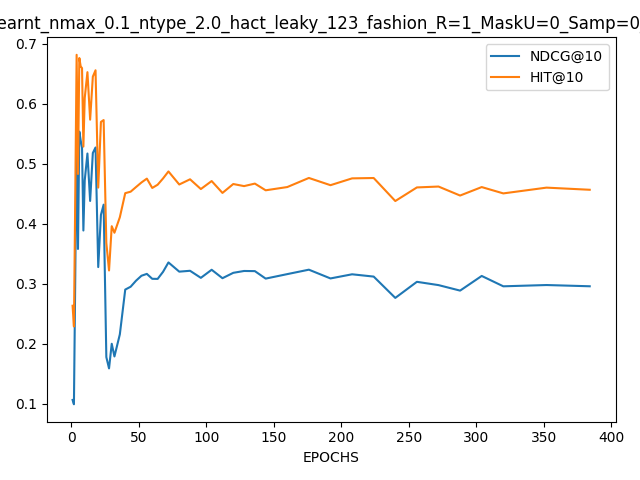 earnt_nmax_0.1_ntype_2.0_hact_leaky_123_fashion_R=1_MaskU=0_Samp=0
NDCG@10
HIT@10
0.7
0.6
0.5
0.4
0.3
0.2
0.1
0 50 100 150 200 250 300 350 400
EPOCHS